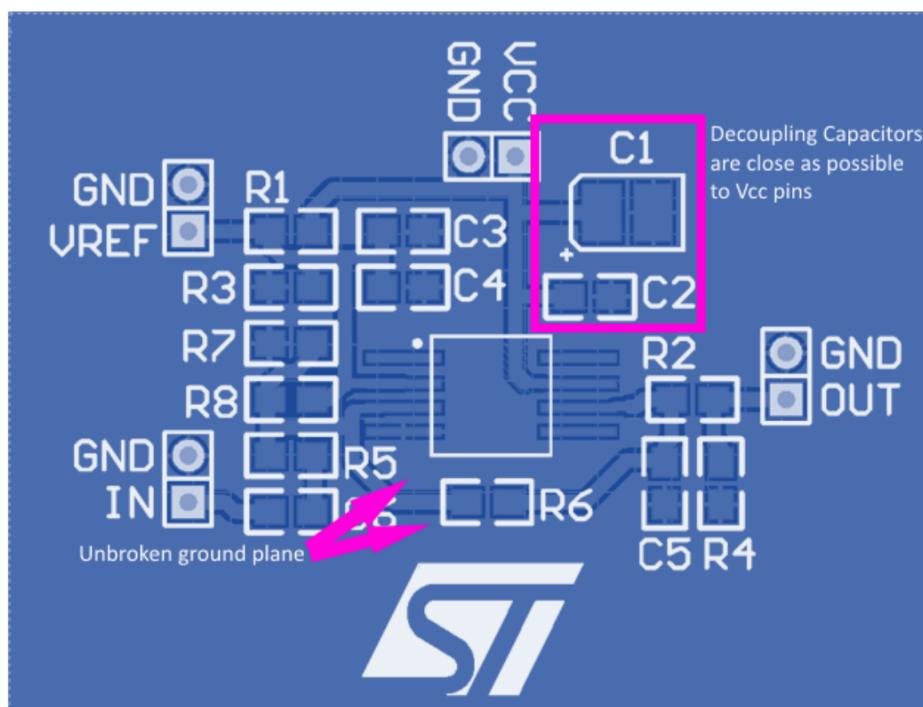 GND
VCC
C1
Decoupling Capacitors
are close as possible
to Vcc pins
GND
VREF
R1
C3
R3
C4
C2
R7
R2
GND
R8
OUT
GND
R5
IN
C6
R6
Unbroken ground plane
C5
R4
ST